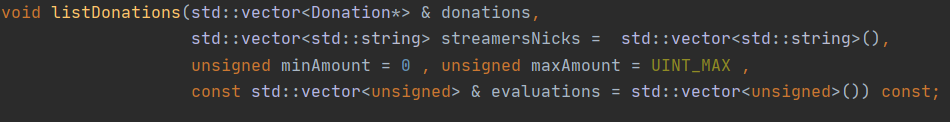 void listDonations(std::vector<Donation*> & donations,
std::vector<std::string> streamersNicks =  std::vector<std::string>(),
unsigned minAmount = 0 , unsigned maxAmount = UINT_MAX ,
const std::vector<unsigned> & evaluations = std::vector<unsigned>()) const;